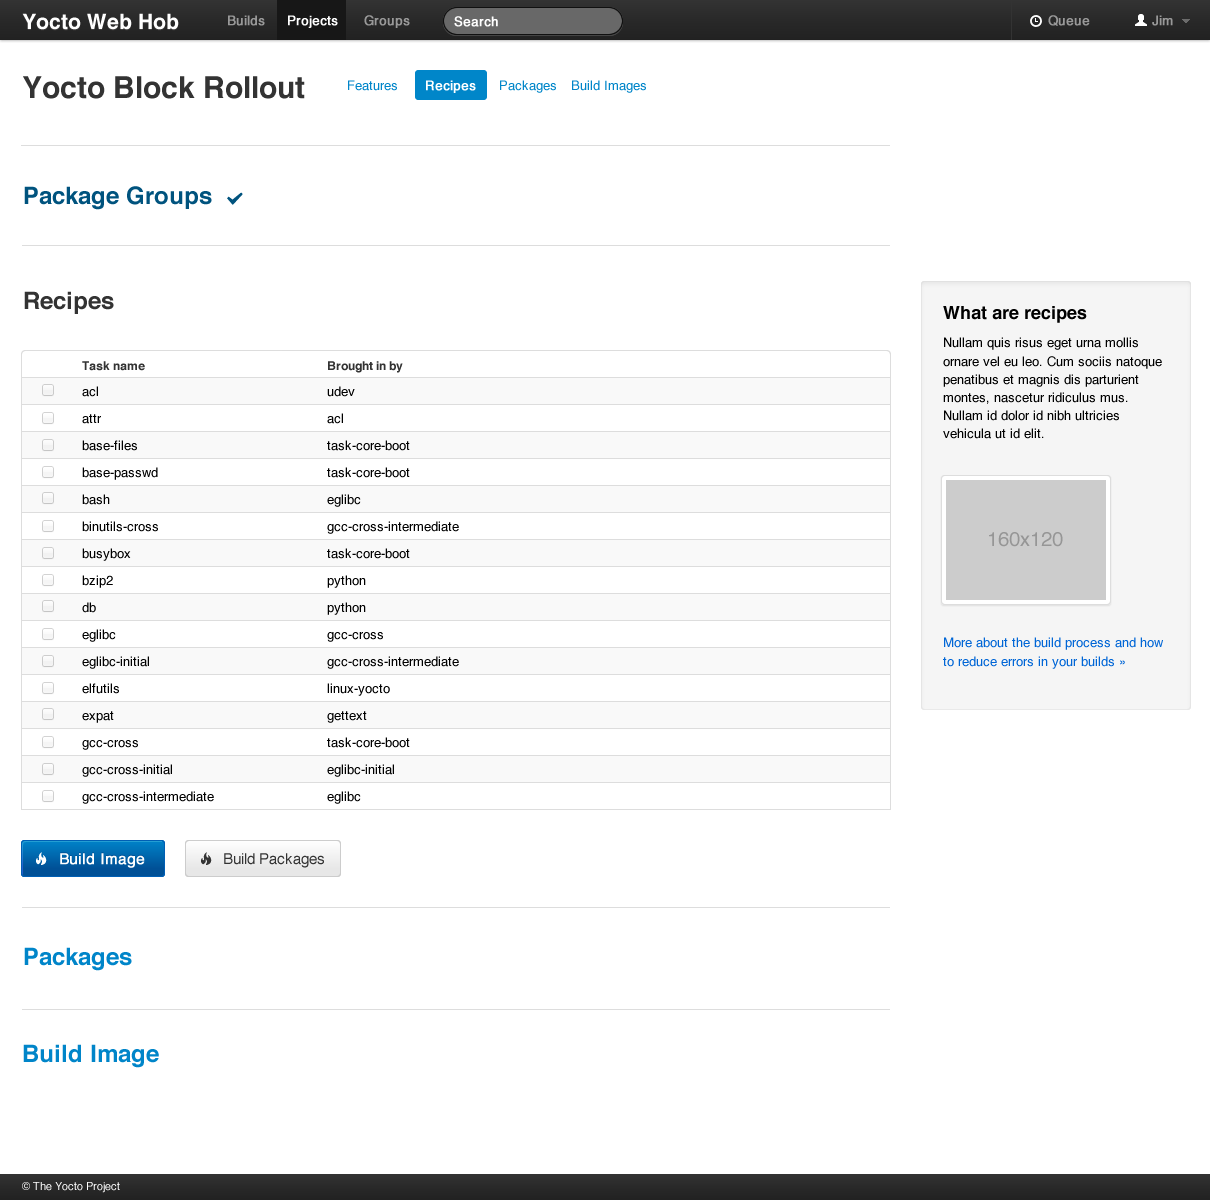 Yocto Web Hob Builds Projects Groups Search Queue Jim
Yocto Block Rollout Features Recipes Packages Build Images
Package Groups
Recipes
Task name Brought in by
acl udev
attr acl
base-files task-core-boot
base-passwd task-core-boot
bash eglibc
binutils-cross gcc-cross-intermediate
busybox task-core-boot
bzip2 python
db python
eglibc gcc-cross
eglibc-initial gcc-cross-intermediate
elfutils linux-yocto
expat gettext
gcc-cross task-core-boot
gcc-cross-initial eglibc-initial
gcc-cross-intermediate eglibc
Build Image Build Packages
Packages
Build Image
What are recipes
Nullam quis risus eget urna mollis
ornare vel eu leo. Cum sociis natoque
penatibus et magnis dis parturient
montes, nascetur ridiculus mus.
Nullam id dolor id nibh ultricies
vehicula ut id elit.
160x120
More about the build process and how
to reduce errors in your builds »
© The Yocto Project